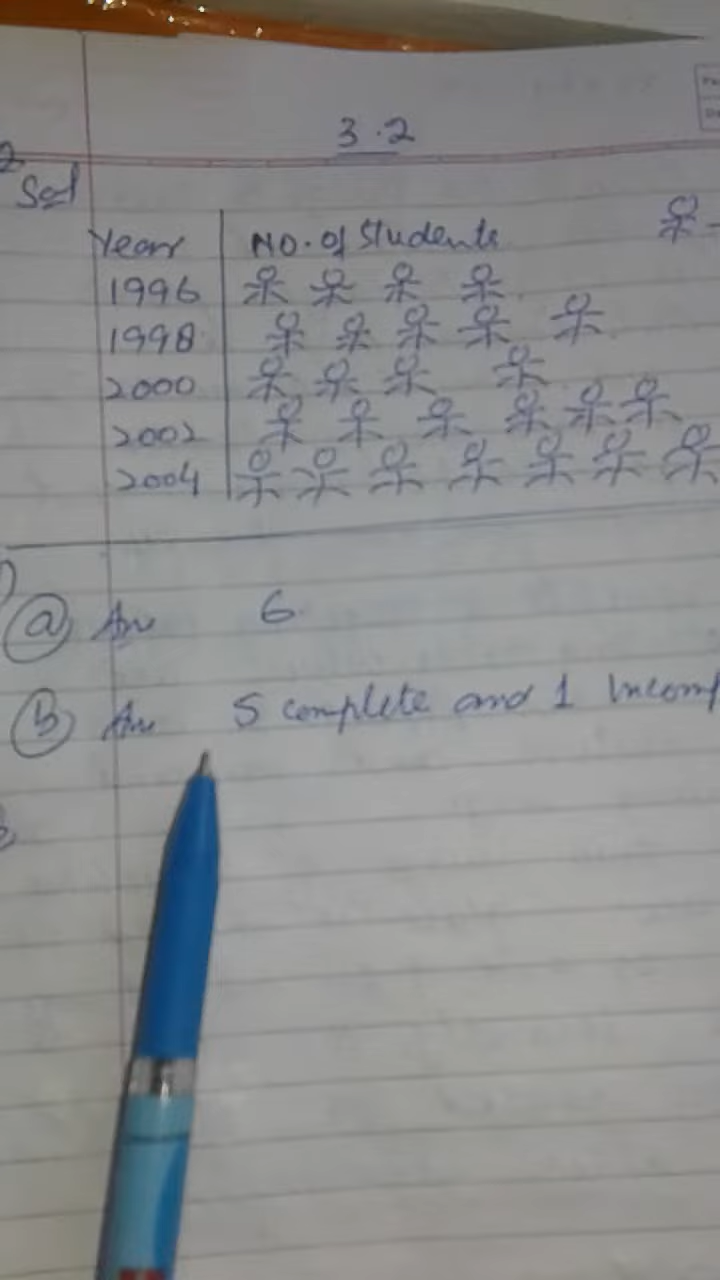 3.2
Sol
Year No. of Students
1996
1998
2000
2002
2004
a Ans 6
b Ans 5 complete and 1 Incomp